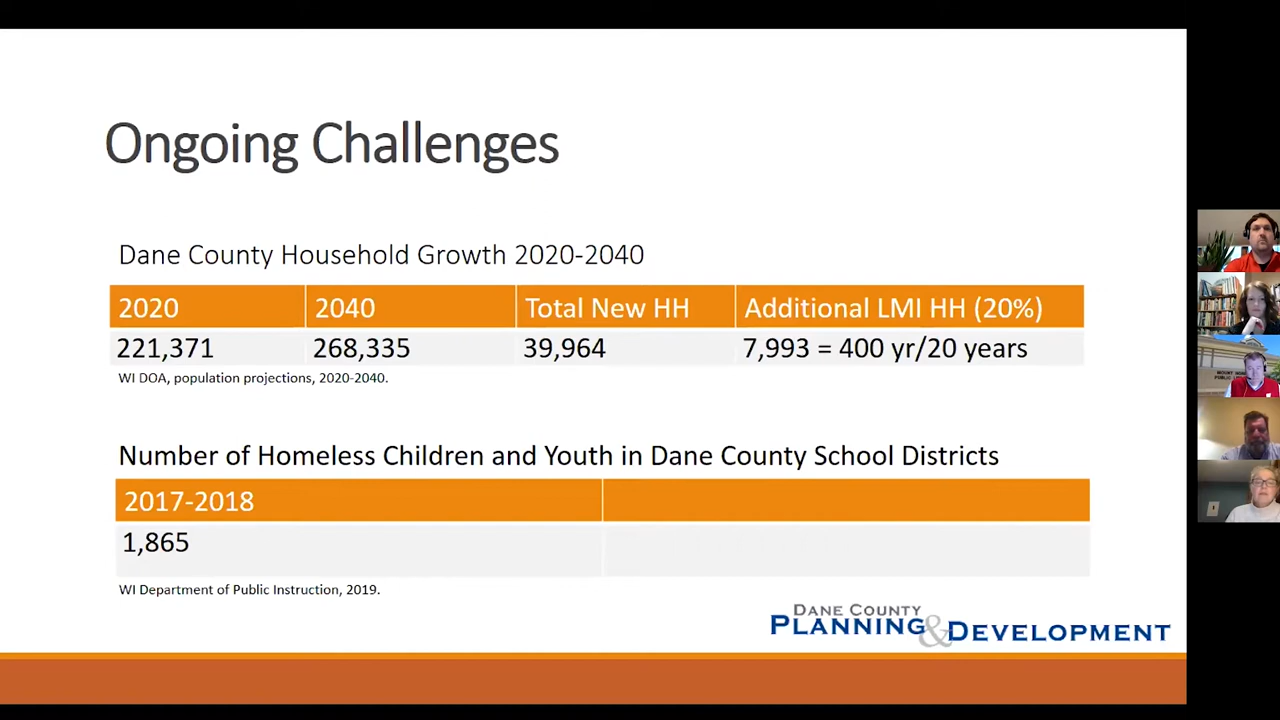 Ongoing Challenges
Dane County Household Growth 2020-2040
2020 2040 Total New HH Additional LMI HH (20%)
221,371 268,335 39,964 7,993 = 400 yr/20 years
WI DOA, population projections, 2020-2040.
Number of Homeless Children and Youth in Dane County School Districts
2017-2018
1,865
WI Department of Public Instruction, 2019.
DANE COUNTY
PLANNING & DEVELOPMENT